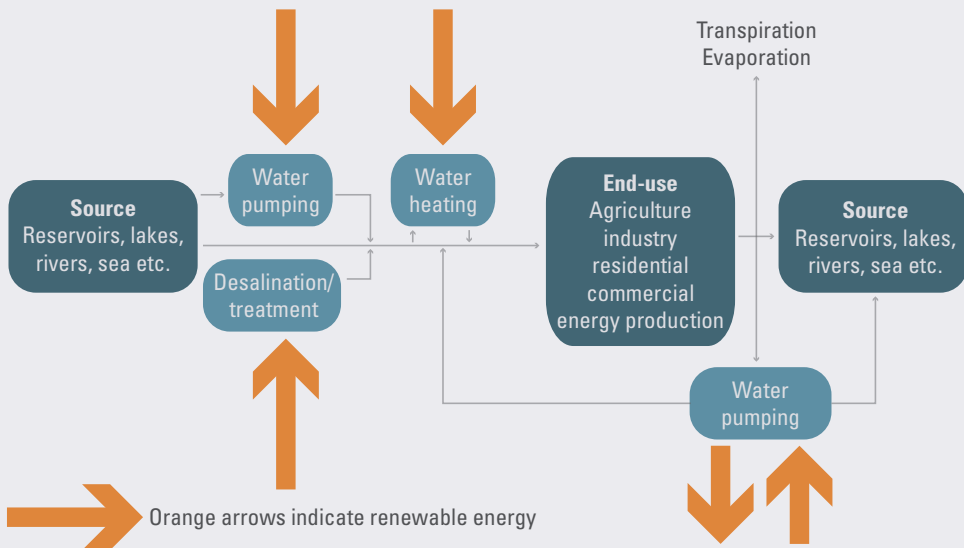 Transpiration
Evaporation
Water
pumping
Water
heating
Source
Reservoirs, lakes,
rivers, sea etc.
Desalination/
treatment
End-use
Agriculture
industry
residential
commercial
energy production
Source
Reservoirs, lakes,
rivers, sea etc.
Water
pumping
Orange arrows indicate renewable energy